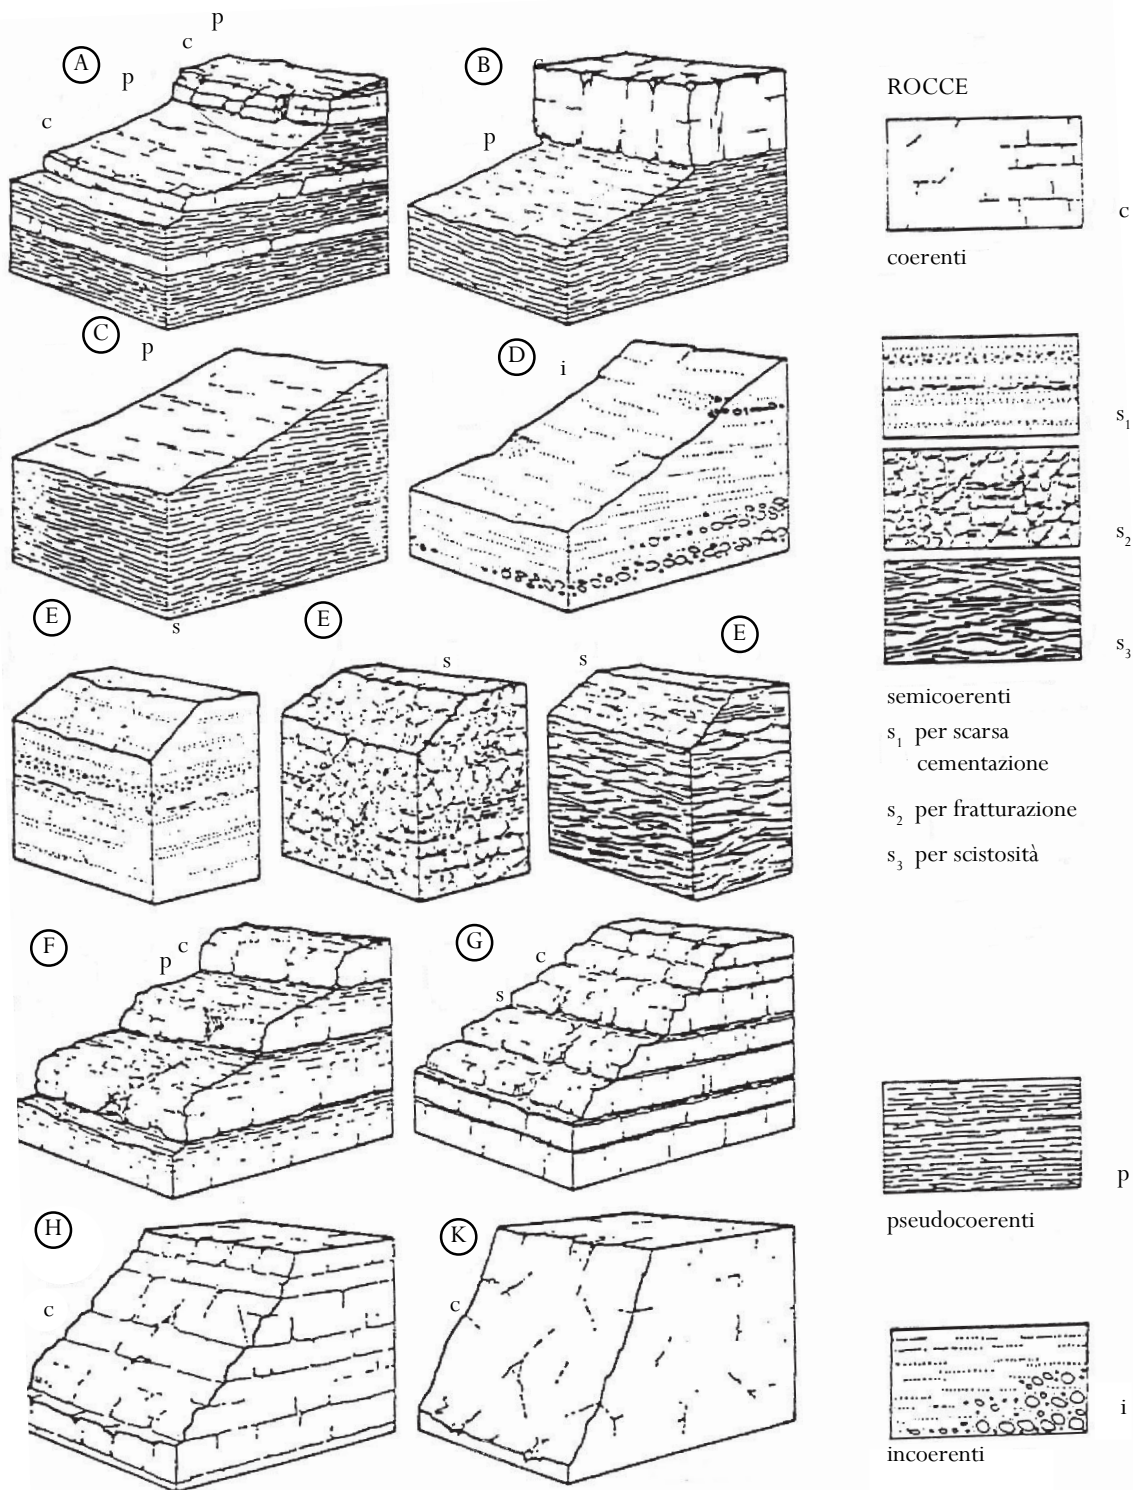 p
c
A
p
c
B
c
p
ROCCE
c
coerenti
C
p
D
i
s1
s2
s3
E
s
E
s
E
s
semicoerenti
s1 per scarsa
cementazione
s2 per fratturazione
s3 per scistosità
F
c
p
G
c
s
p
pseudocoerenti
H
c
K
c
i
incoerenti